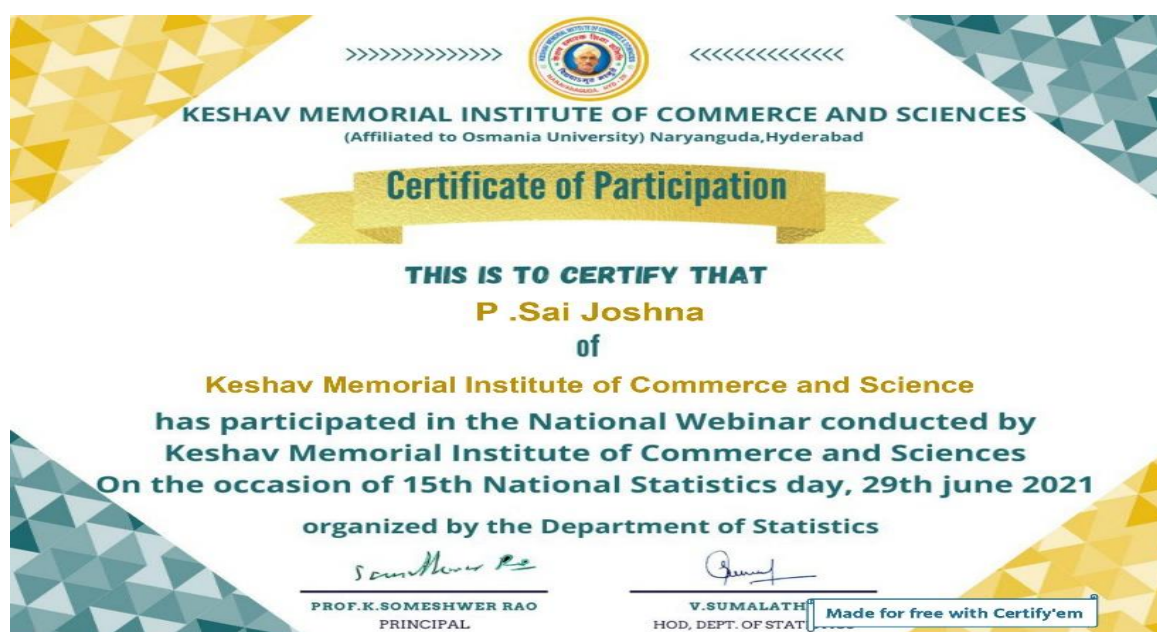 KESHAV MEMORIAL INSTITUTE OF COMMERCE AND SCIENCES
(Affiliated to Osmania University) Naryanguda,Hyderabad
Certificate of Participation
THIS IS TO CERTIFY THAT
P .Sai Joshna
of
Keshav Memorial Institute of Commerce and Science
has participated in the National Webinar conducted by
Keshav Memorial Institute of Commerce and Sciences
On the occasion of 15th National Statistics day, 29th june 2021
organized by the Department of Statistics
PROF.K.SOMESHWER RAO
PRINCIPAL
V.SUMALATH
HOD, DEPT. OF STAT
Made for free with Certify'em